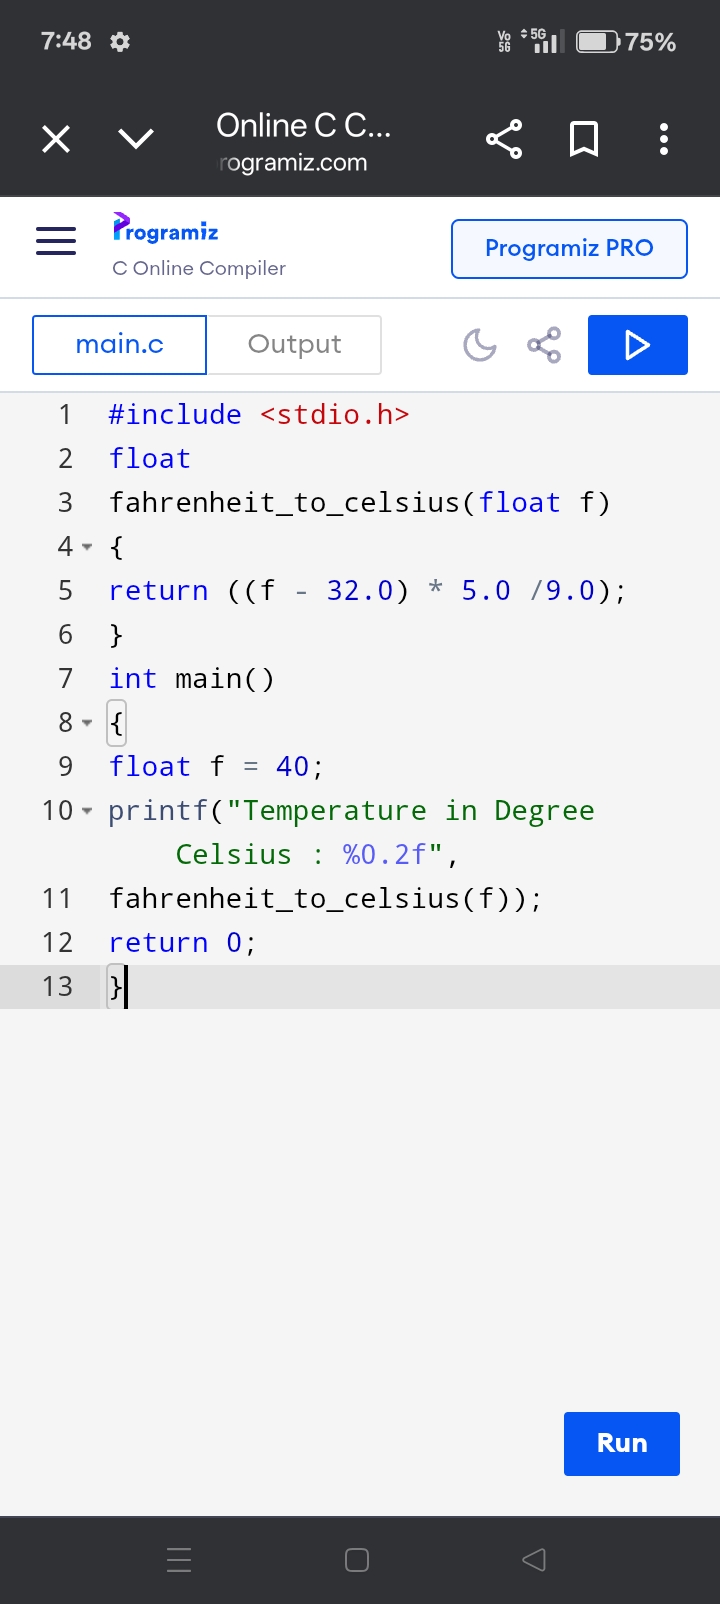 7:48
Vo 5G 5G 75%
Online C C...
rogramiz.com
Programiz
C Online Compiler
Programiz PRO
main.c
Output
1 #include <stdio.h>
2 float
3 fahrenheit_to_celsius(float f)
4 {
5 return ((f - 32.0) * 5.0 /9.0);
6 }
7 int main()
8 {
9 float f = 40;
10 printf("Temperature in Degree
Celsius : %0.2f",
11 fahrenheit_to_celsius(f));
12 return 0;
13 }
Run